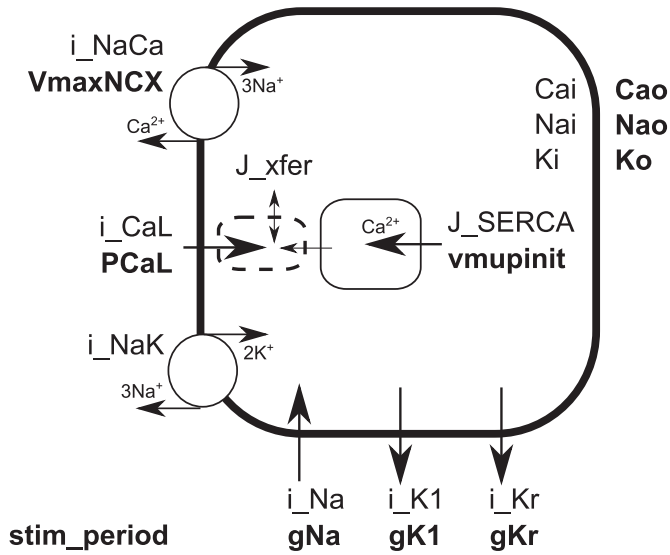 i_NaCa
VmaxNCX
3Na⁺
Ca²⁺
Cai Cao
Nai Nao
Ki Ko
J_xfer
i_CaL
PCaL
Ca²⁺
J_SERCA
vmupinit
i_NaK
2K⁺
3Na⁺
i_Na i_K1 i_Kr
stim_period gNa gK1 gKr